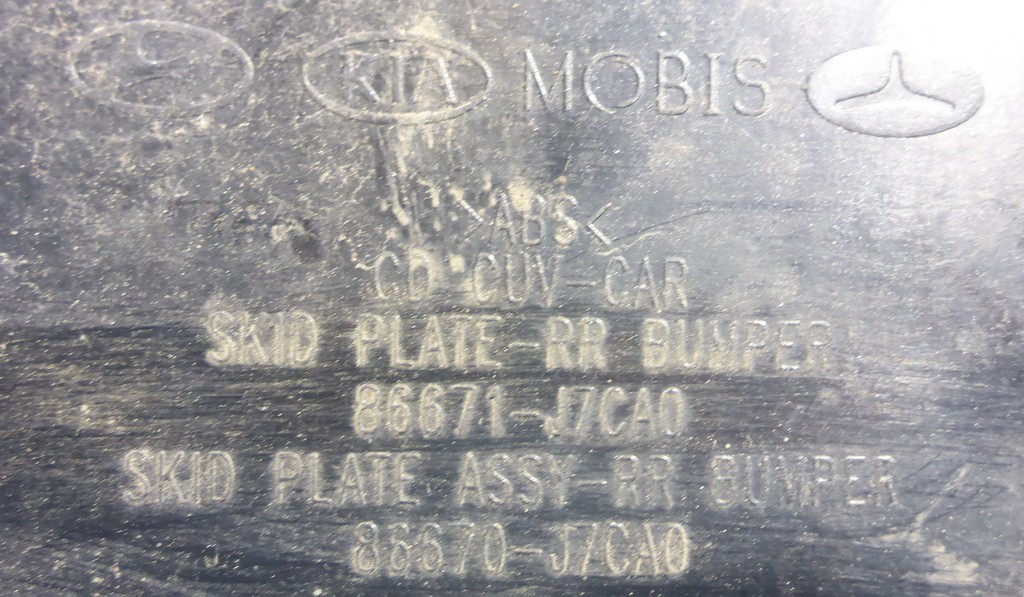 KIA MOBIS
>ABS<
CD CUV-CAR
SKID PLATE-RR BUMPER
86671-J7CA0
SKID PLATE ASSY-RR BUMPER
86670-J7CA0